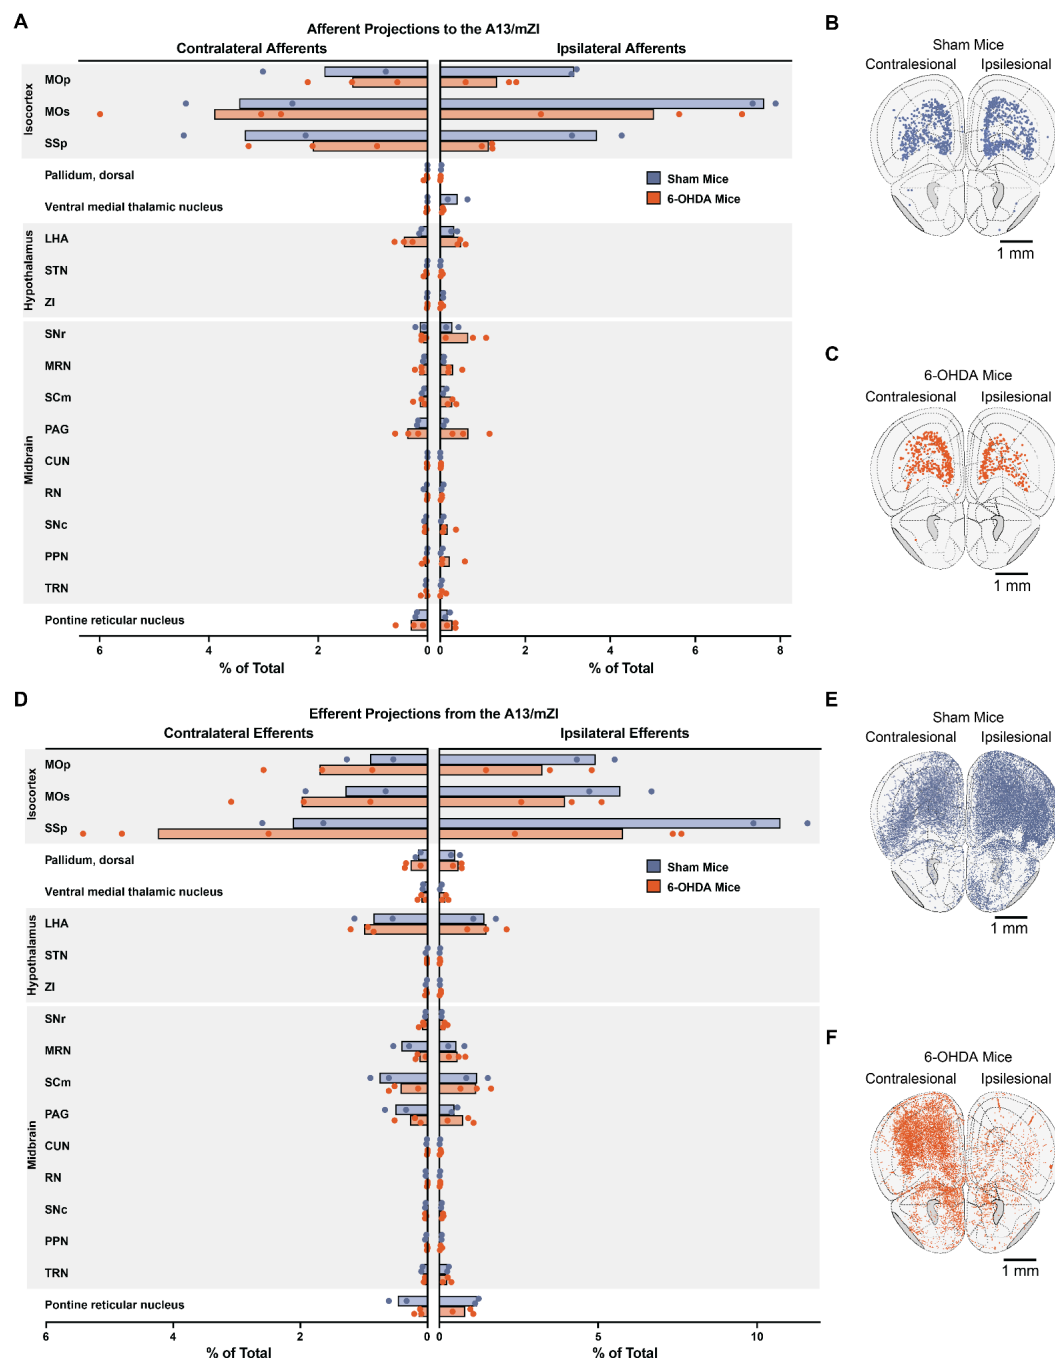 A
Afferent Projections to the A13/mZI
Contralateral Afferents
Ipsilateral Afferents
Isocortex
MOp
MOs
SSp
Pallidum, dorsal
Ventral medial thalamic nucleus
Sham Mice
6-OHDA Mice
Hypothalamus
LHA
STN
ZI
Midbrain
SNr
MRN
SCm
PAG
CUN
RN
SNc
PPN
TRN
Pontine reticular nucleus
6 4 2 0 0 2 4 6 8
% of Total
% of Total
B
Sham Mice
Contralesional Ipsilesional
1 mm
C
6-OHDA Mice
Contralesional Ipsilesional
1 mm
D
Efferent Projections from the A13/mZI
Contralateral Efferents
Ipsilateral Efferents
Isocortex
MOp
MOs
SSp
Pallidum, dorsal
Ventral medial thalamic nucleus
Sham Mice
6-OHDA Mice
Hypothalamus
LHA
STN
ZI
Midbrain
SNr
MRN
SCm
PAG
CUN
RN
SNc
PPN
TRN
Pontine reticular nucleus
6 4 2 0 0 5 10
% of Total
% of Total
E
Sham Mice
Contralesional Ipsilesional
1 mm
F
6-OHDA Mice
Contralesional Ipsilesional
1 mm